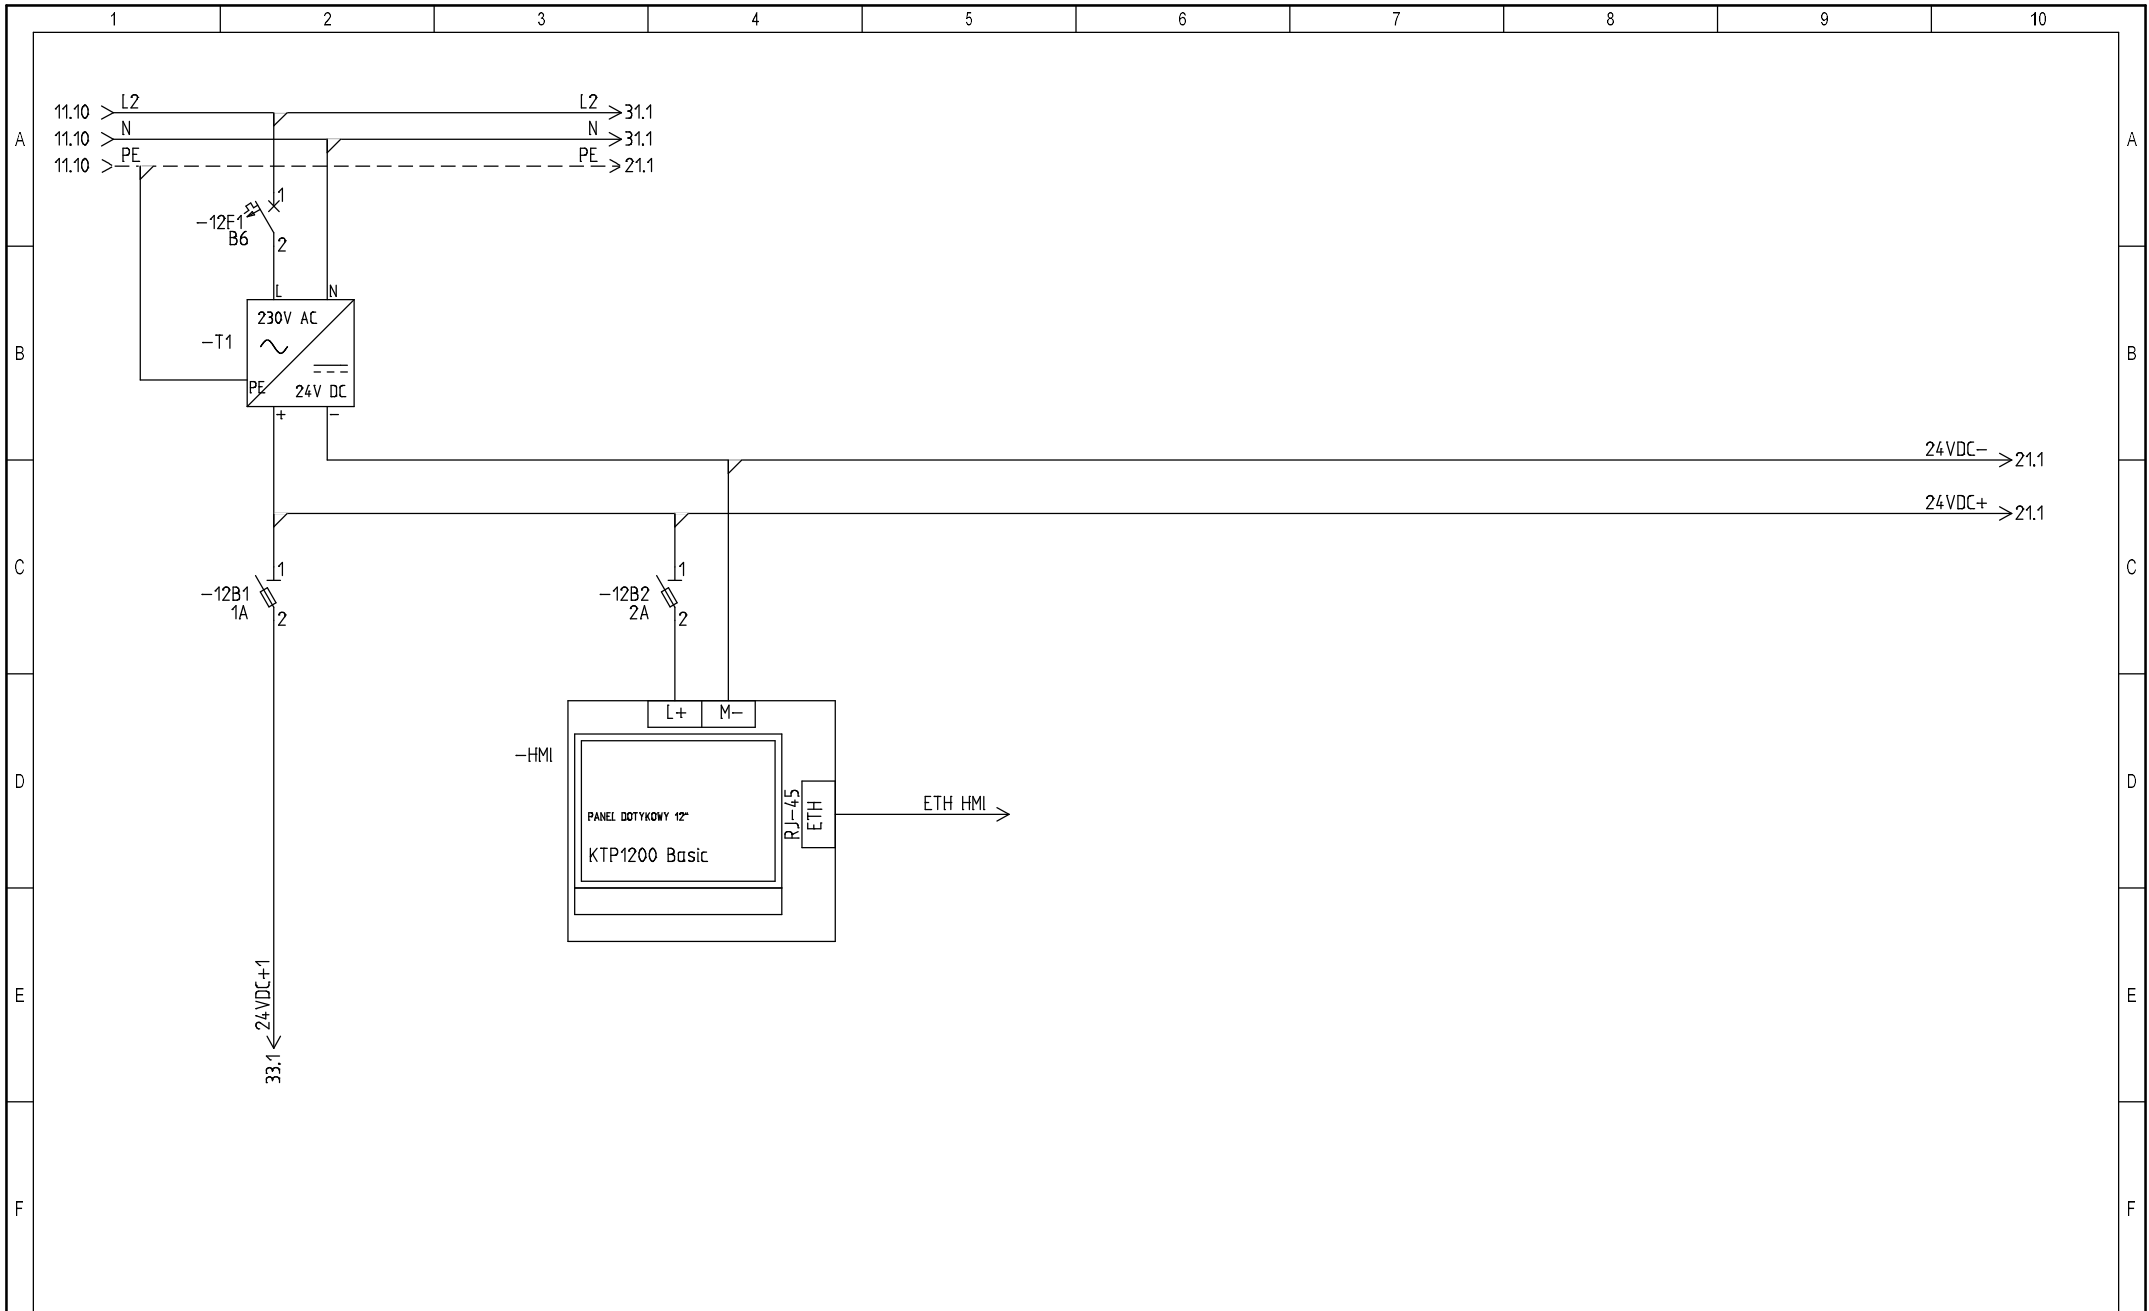 1 2 3 4 5 6 7 8 9 10
11.10 L2 L2 31.1
11.10 N N 31.1
A A
11.10 PE PE 21.1
1
-12F1
B6
2
L N
230V AC
-T1
B B
PE
24V DC
+ -
24VDC- 21.1
24VDC+ 21.1
C C
1 1
-12B1 -12B2
1A 2A
2 2
L+ M-
-HMI
D D
RJ-45
ETH
ETH HMI
PANEL DOTYKOWY 12"
KTP1200 Basic
24VDC+1
E E
33.1
F F